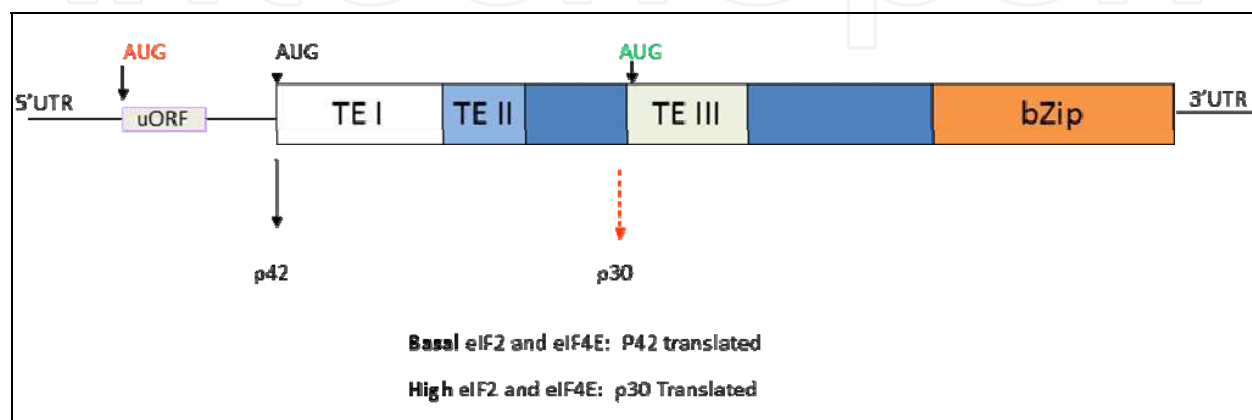 AUG AUG AUG
5'UTR uORF TE I TE II TE III bZip 3'UTR
p42 p30
Basal eIF2 and eIF4E: P42 translated
High eIF2 and eIF4E: p30 Translated